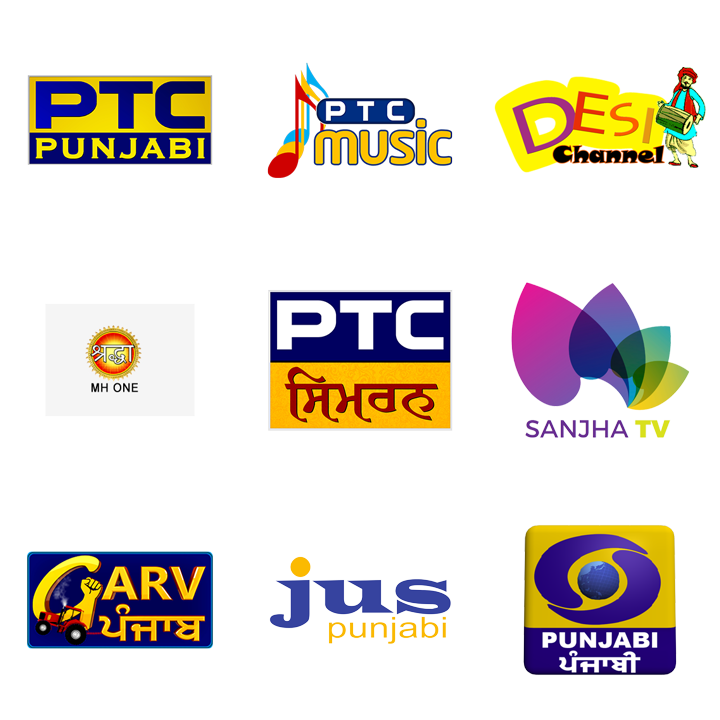 PTC
PUNJABI
PTC
music
DESI
Channel
श्रद्धा
MH ONE
PTC
ਸਿਮਰਨ
SANJHA TV
GARV
ਪੰਜਾਬ
jus
punjabi
PUNJABI
ਪੰਜਾਬੀ